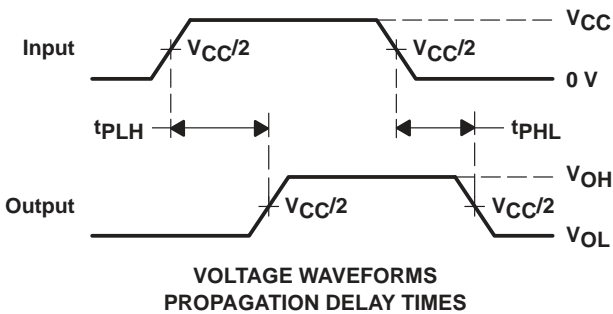 VCC
Input
VCC/2
VCC/2
0 V
tPLH
tPHL
VOH
Output
VCC/2
VCC/2
VOL
VOLTAGE WAVEFORMS
PROPAGATION DELAY TIMES